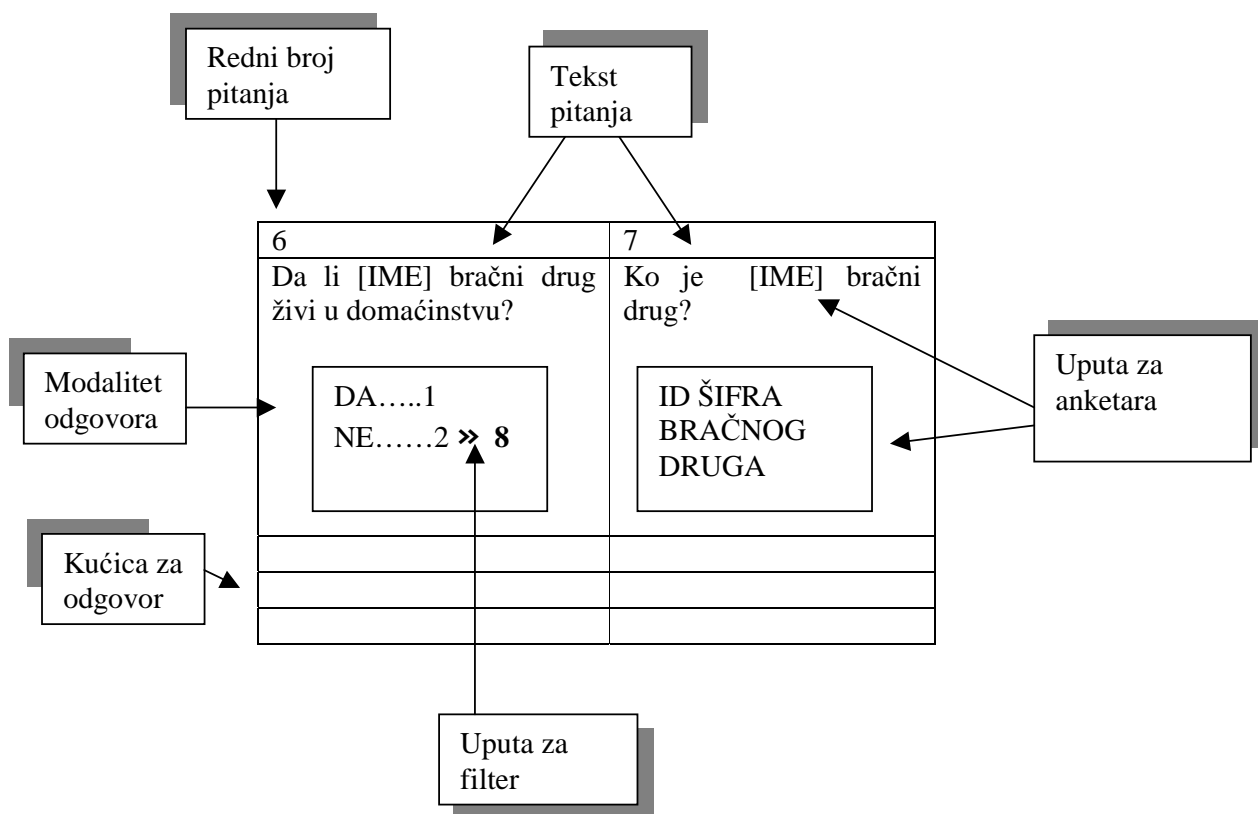 Redni broj
pitanja
Tekst
pitanja
6
7
Da li [IME] bračni drug
živi u domaćinstvu?
Ko je [IME] bračni
drug?
Modalitet
odgovora
DA…..1
NE……2 » 8
ID ŠIFRA
BRAČNOG
DRUGA
Uputa za
anketara
Kućica za
odgovor
Uputa za
filter